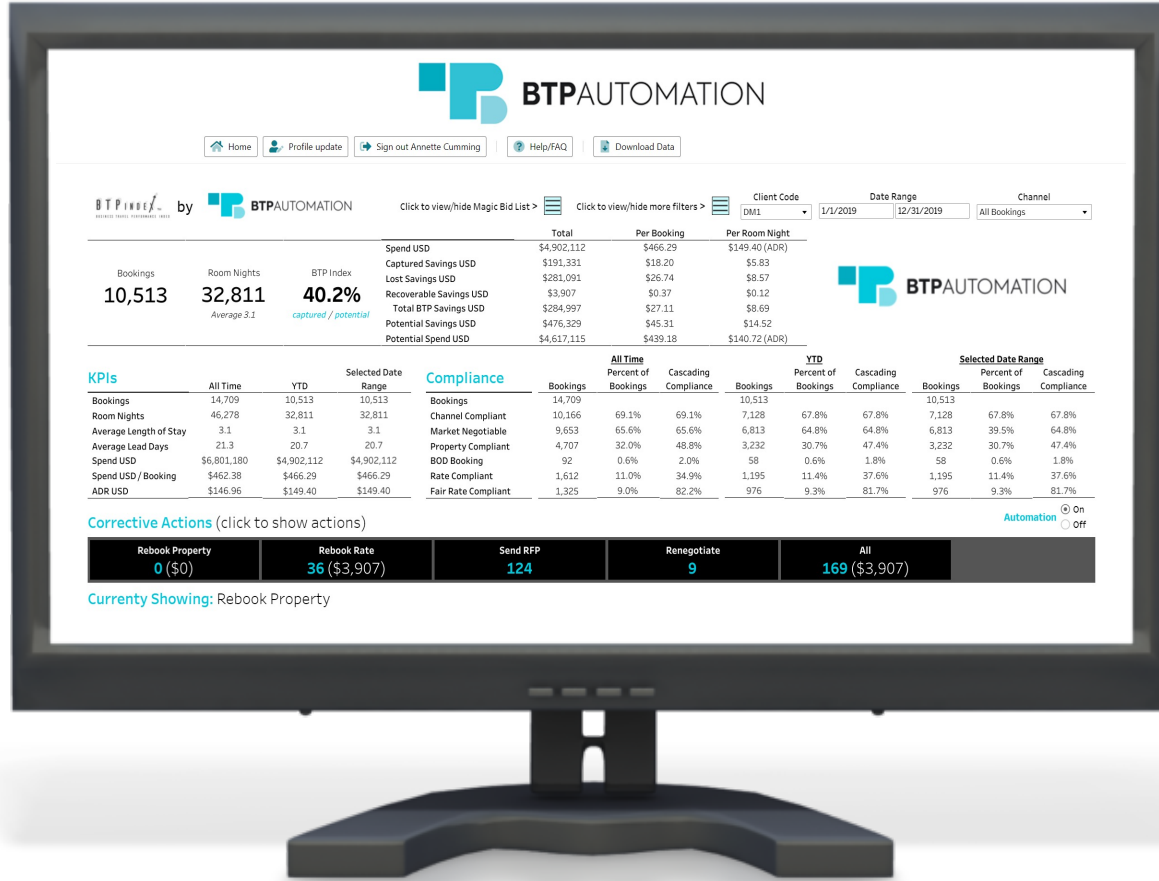 BTPAUTOMATION
Home Profile update Sign out Annette Cumming Help/FAQ Download Data
BTP INDEX™ by BTPAUTOMATION Click to view/hide Magic Bid List > Click to view/hide more filters > Client Code Date Range Channel
BUSINESS TRAVEL PERFORMANCE INDEX
DM1 1/1/2019 12/31/2019 All Bookings
Total Per Booking Per Room Night
Spend USD $4,902,112 $466.29 $149.40 (ADR)
Captured Savings USD $191,331 $18.20 $5.83
Lost Savings USD $281,091 $26.74 $8.57
Recoverable Savings USD $3,907 $0.37 $0.12
Total BTP Savings USD $284,997 $27.11 $8.69
Potential Savings USD $476,329 $45.31 $14.52
Potential Spend USD $4,617,115 $439.18 $140.72 (ADR)
Bookings Room Nights BTP Index
10,513 32,811 40.2%
Average 3.1 captured / potential
BTPAUTOMATION
KPIs
All Time YTD Selected Date Range
Bookings 14,709 10,513 10,513
Room Nights 46,278 32,811 32,811
Average Length of Stay 3.1 3.1 3.1
Average Lead Days 21.3 20.7 20.7
Spend USD $6,801,180 $4,902,112 $4,902,112
Spend USD / Booking $462.38 $466.29 $466.29
ADR USD $146.96 $149.40 $149.40
Compliance
All Time YTD Selected Date Range
Bookings Percent of Bookings Cascading Compliance Bookings Percent of Bookings Cascading Compliance Bookings Percent of Bookings Cascading Compliance
Bookings 14,709 10,513 10,513
Channel Compliant 10,166 69.1% 69.1% 7,128 67.8% 67.8% 7,128 67.8% 67.8%
Market Negotiable 9,653 65.6% 65.6% 6,813 64.8% 64.8% 6,813 39.5% 64.8%
Property Compliant 4,707 32.0% 48.8% 3,232 30.7% 47.4% 3,232 30.7% 47.4%
BOD Booking 92 0.6% 2.0% 58 0.6% 1.8% 58 0.6% 1.8%
Rate Compliant 1,612 11.0% 34.9% 1,195 11.4% 37.6% 1,195 11.4% 37.6%
Fair Rate Compliant 1,325 9.0% 82.2% 976 9.3% 81.7% 976 9.3% 81.7%
Corrective Actions (click to show actions)
Automation On
Off
Rebook Property Rebook Rate Send RFP Renegotiate All
0 ($0) 36 ($3,907) 124 9 169 ($3,907)
Currenty Showing: Rebook Property